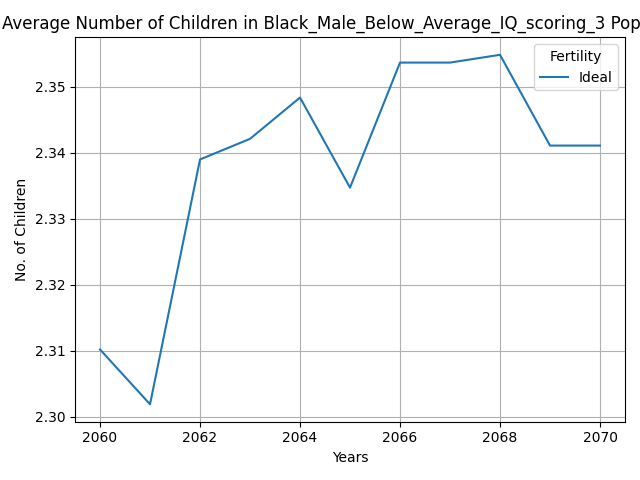 Average Number of Children in Black_Male_Below_Average_IQ_scoring_3 Pop
Fertility
Ideal
2.35
2.34
2.33
2.32
2.31
2.30
No. of Children
2060 2062 2064 2066 2068 2070
Years